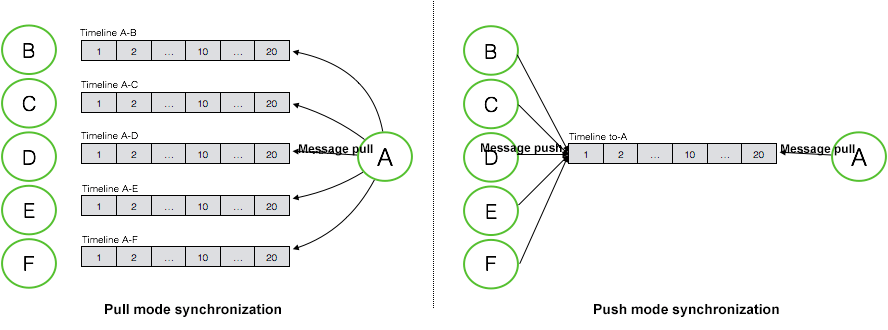 B
Timeline A-B
1 2 ... 10 ... 20
C
Timeline A-C
1 2 ... 10 ... 20
D
Timeline A-D
1 2 ... 10 ... 20
Message pull
A
E
Timeline A-E
1 2 ... 10 ... 20
F
Timeline A-F
1 2 ... 10 ... 20
Pull mode synchronization
B
C
D
Message push
E
F
Timeline to-A
1 2 ... 10 ... 20
Message pull
A
Push mode synchronization